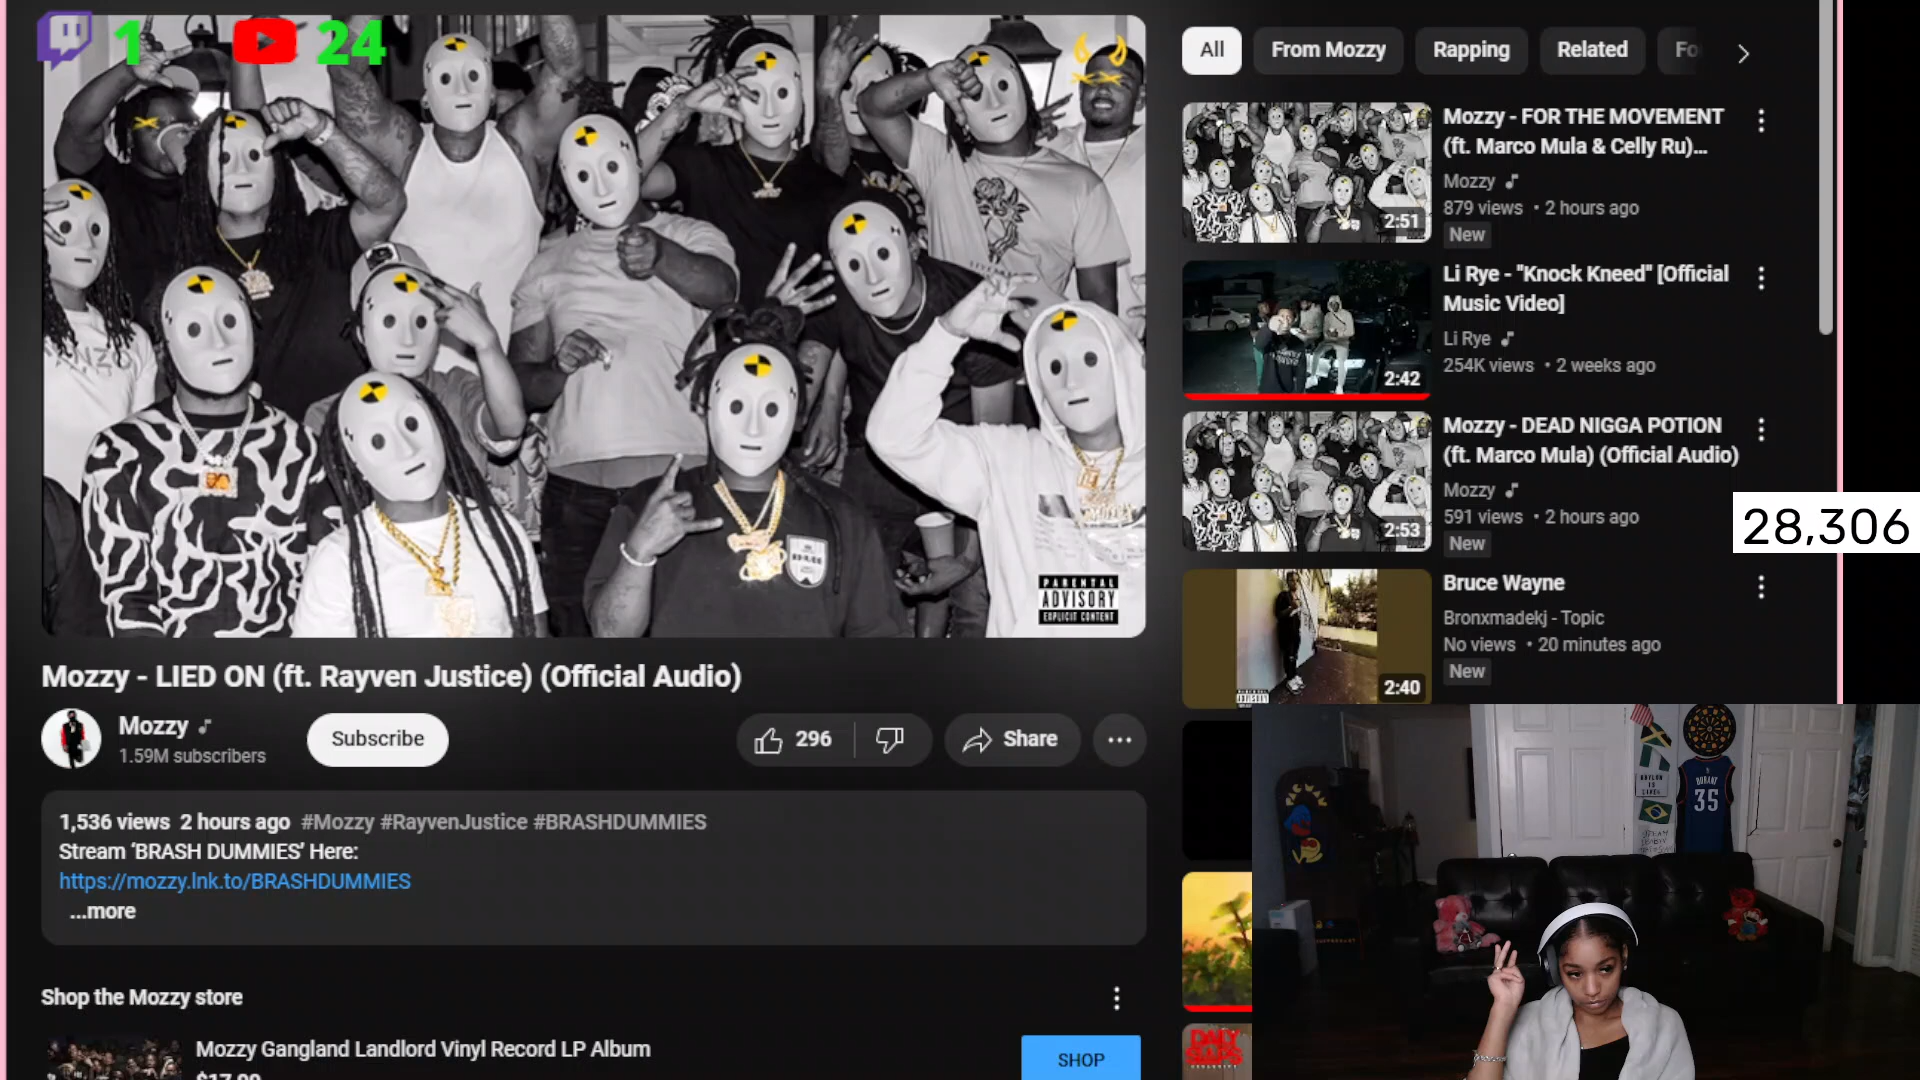 1
24
PARENTAL
ADVISORY
EXPLICIT CONTENT
Mozzy - LIED ON (ft. Rayven Justice) (Official Audio)
Mozzy
1.59M subscribers
Subscribe
296
Share
1,536 views 2 hours ago #Mozzy #RayvenJustice #BRASHDUMMIES
Stream ‘BRASH DUMMIES’ Here:
https://mozzy.lnk.to/BRASHDUMMIES
...more
Shop the Mozzy store
Mozzy Gangland Landlord Vinyl Record LP Album
SHOP
All
From Mozzy
Rapping
Related
Fo
Mozzy - FOR THE MOVEMENT
(ft. Marco Mula & Celly Ru)...
Mozzy
879 views • 2 hours ago
New
2:51
Li Rye - "Knock Kneed" [Official
Music Video]
Li Rye
254K views • 2 weeks ago
2:42
Mozzy - DEAD NIGGA POTION
(ft. Marco Mula) (Official Audio)
Mozzy
591 views • 2 hours ago
New
2:53
28,306
Bruce Wayne
Bronxmadekj - Topic
No views • 20 minutes ago
New
2:40
DURANT
35
PAC MAN